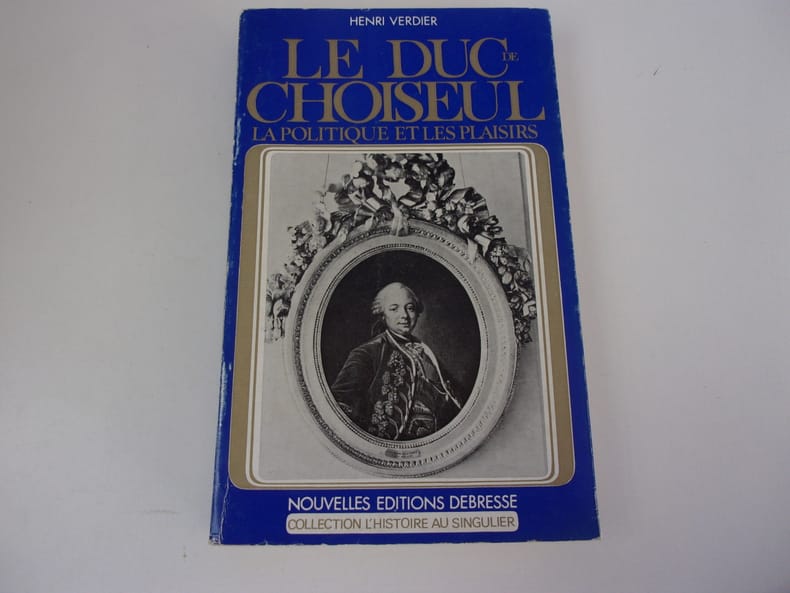 HENRI VERDIER
LE DUC DE
CHOISEUL
LA POLITIQUE ET LES PLAISIRS
NOUVELLES EDITIONS DEBRESSE
COLLECTION L'HISTOIRE AU SINGULIER